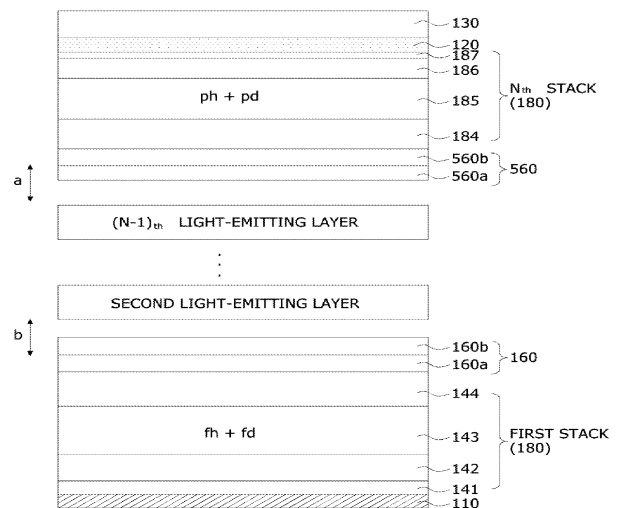 130
120
187
186
ph + pd
185
Nth STACK
(180)
184
560b
560
560a
a
(N-1)th LIGHT-EMITTING LAYER
SECOND LIGHT-EMITTING LAYER
b
160b
160
160a
144
fh + fd
143
FIRST STACK
(180)
142
141
110